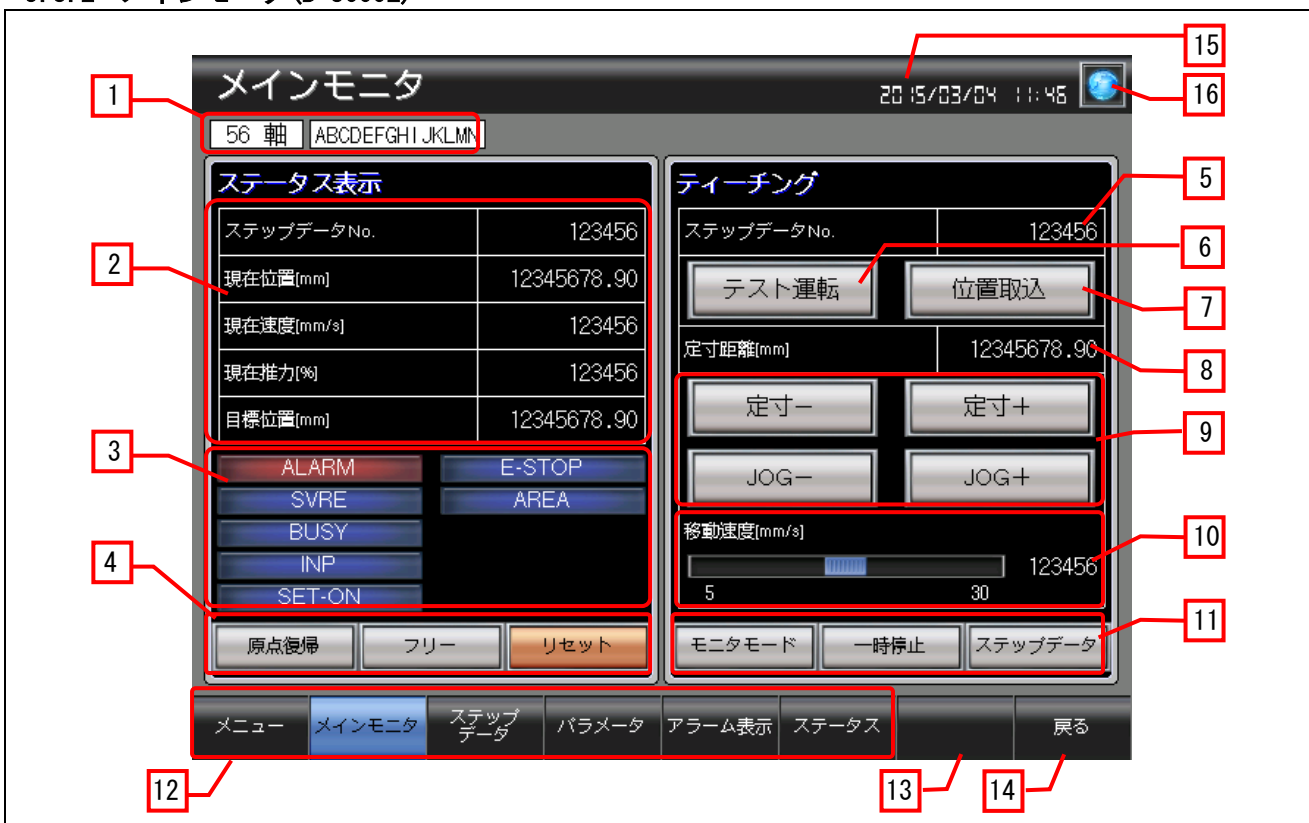 メインモニタ
2015/03/04 11:46
56 軸 ABCDEFGHIJKLMN
ステータス表示
ステップデータNo. 123456
現在位置[mm] 12345678.90
現在速度[mm/s] 123456
現在推力[%] 123456
目標位置[mm] 12345678.90
ALARM E-STOP
SVRE AREA
BUSY
INP
SET-ON
原点復帰 フリー リセット
ティーチング
ステップデータNo. 123456
テスト運転 位置取込
定寸距離[mm] 12345678.90
定寸− 定寸+
JOG− JOG+
移動速度[mm/s]
123456
5 30
モニタモード 一時停止 ステップデータ
メニュー メインモニタ ステップ パラメータ アラーム表示 ステータス 戻る
データ
1
2
3
4
5
6
7
8
9
10
11
12
13
14
15
16